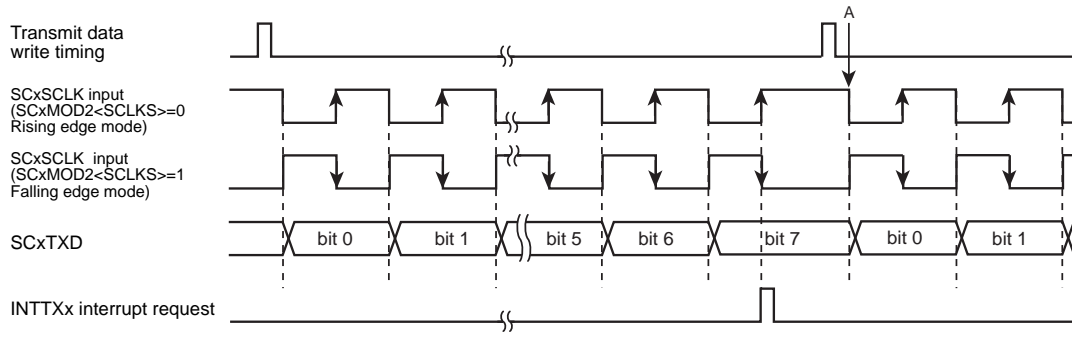 Transmit data
write timing
A
SCxSCLK input
(SCxMOD2<SCLKS>=0
Rising edge mode)
SCxSCLK input
(SCxMOD2<SCLKS>=1
Falling edge mode)
SCxTXD
bit 0
bit 1
bit 5
bit 6
bit 7
bit 0
bit 1
INTTXx interrupt request